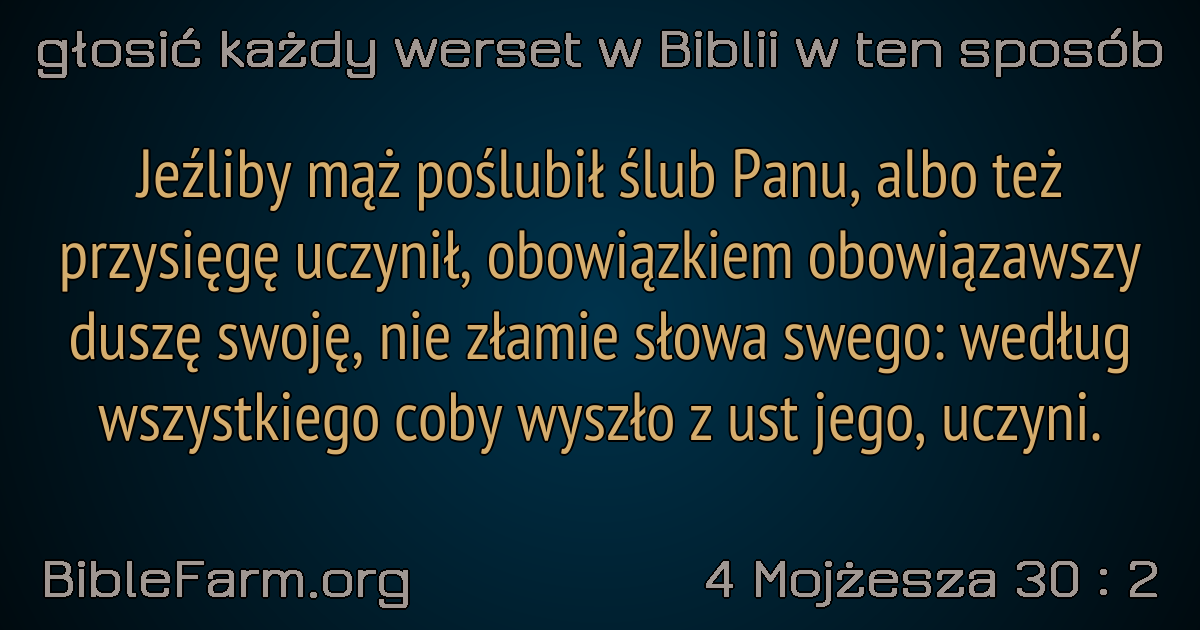 głosić każdy werset w Biblii w ten sposób
Jeźliby mąż poślubił ślub Panu, albo też
przysięgę uczynił, obowiązkiem obowiązawszy
duszę swoję, nie złamie słowa swego: według
wszystkiego coby wyszło z ust jego, uczyni.
BibleFarm.org
4 Mojżesza 30 : 2